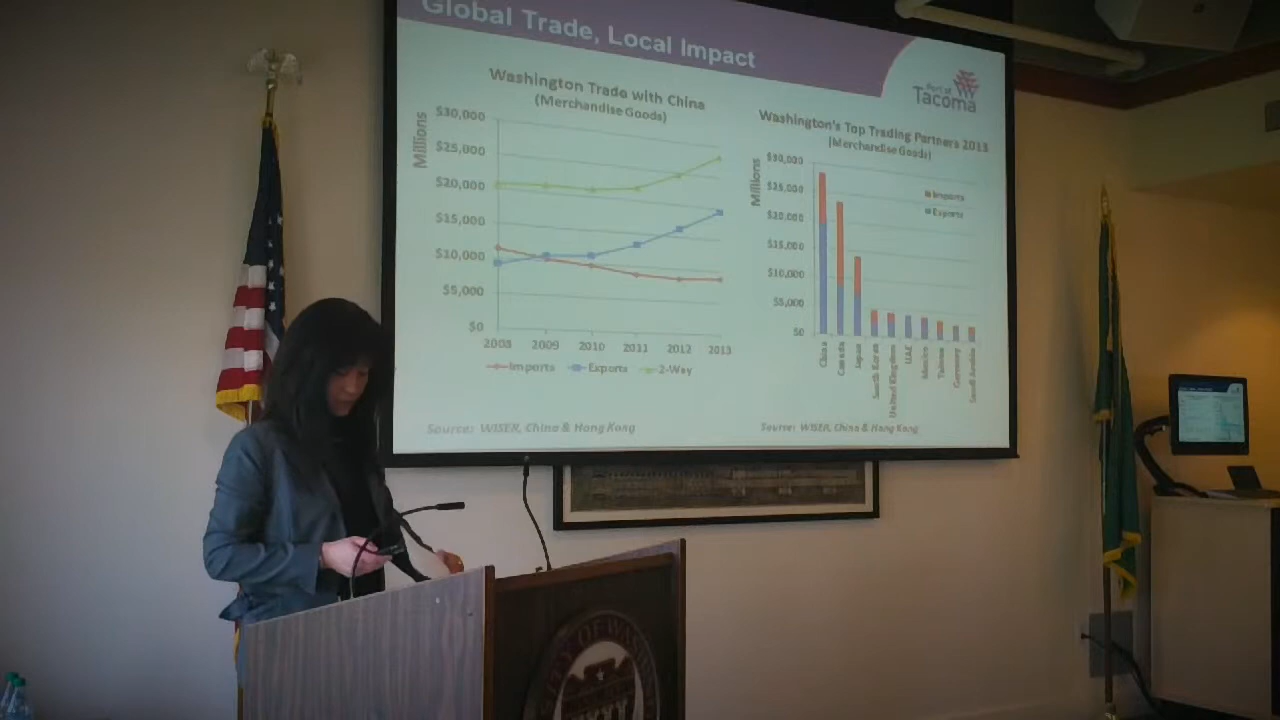 Global Trade, Local Impact
Port of
Tacoma
Washington Trade with China
(Merchandise Goods)
Millions
$30,000
$25,000
$20,000
$15,000
$10,000
$5,000
$0
2008 2009 2010 2011 2012 2013
Imports Exports 2-Way
Source: WISER, China & Hong Kong
Washington's Top Trading Partners 2013
(Merchandise Goods)
Millions
$30,000
$25,000
$20,000
$15,000
$10,000
$5,000
$0
Imports
Exports
China
Canada
Japan
South Korea
United Kingdom
UAE
Mexico
Taiwan
Germany
Saudi Arabia
Source: WISER, China & Hong Kong